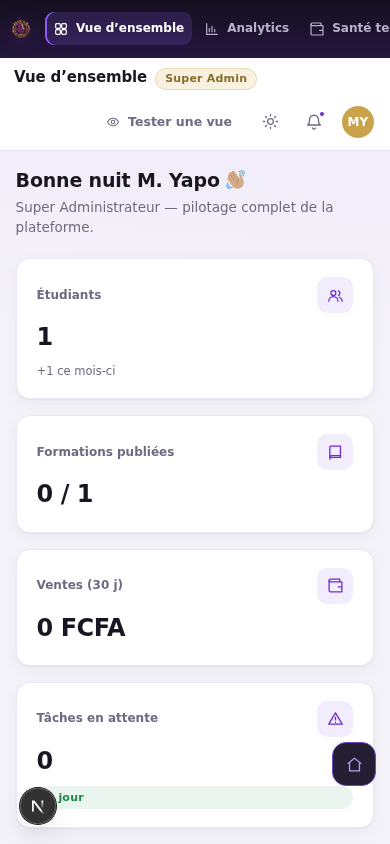 Vue d’ensemble Analytics Santé te
Vue d’ensemble Super Admin
Tester une vue MY
Bonne nuit M. Yapo 👋🏽
Super Administrateur — pilotage complet de la
plateforme.
Étudiants
1
+1 ce mois-ci
Formations publiées
0 / 1
Ventes (30 j)
0 FCFA
Tâches en attente
0
jour
N